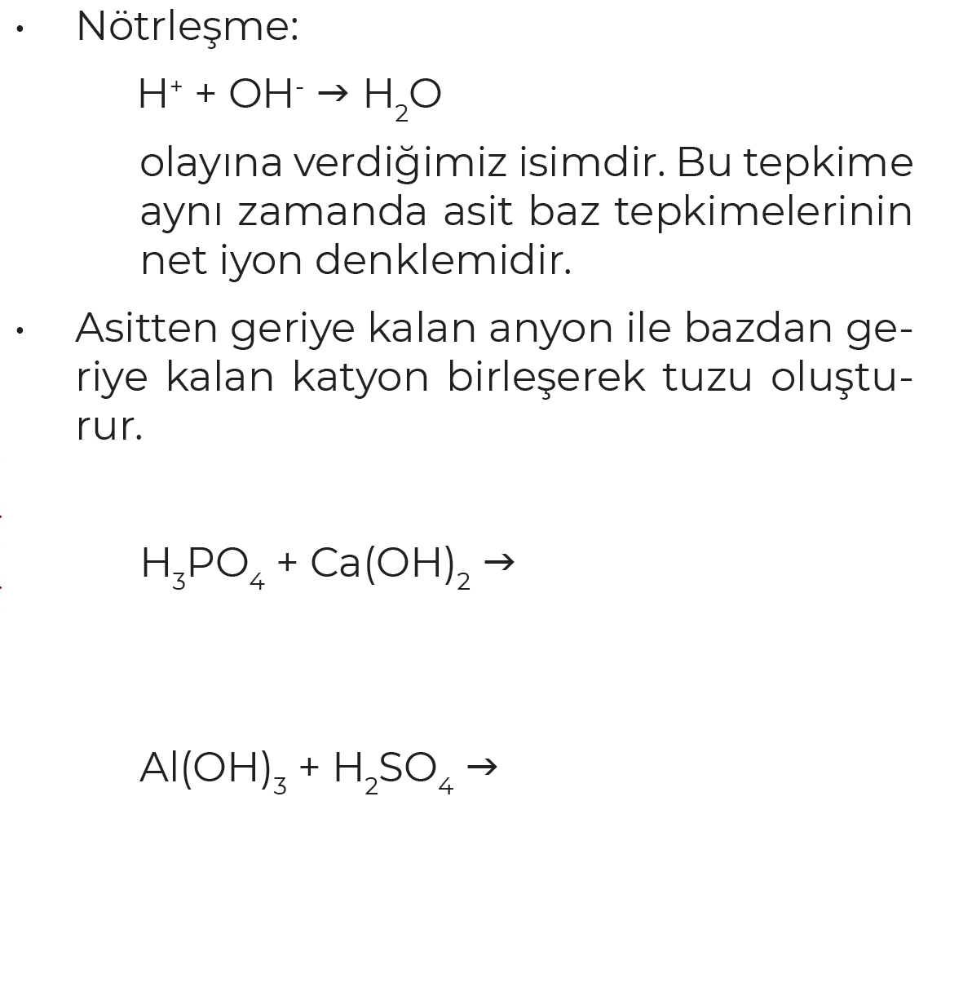 • Nötrleşme:
H⁺ + OH⁻ → H₂O
olayına verdiğimiz isimdir. Bu tepkime
aynı zamanda asit baz tepkimelerinin
net iyon denklemidir.
• Asitten geriye kalan anyon ile bazdan ge-
riye kalan katyon birleşerek tuzu oluştu-
rur.
H₃PO₄ + Ca(OH)₂ →
Al(OH)₃ + H₂SO₄ →